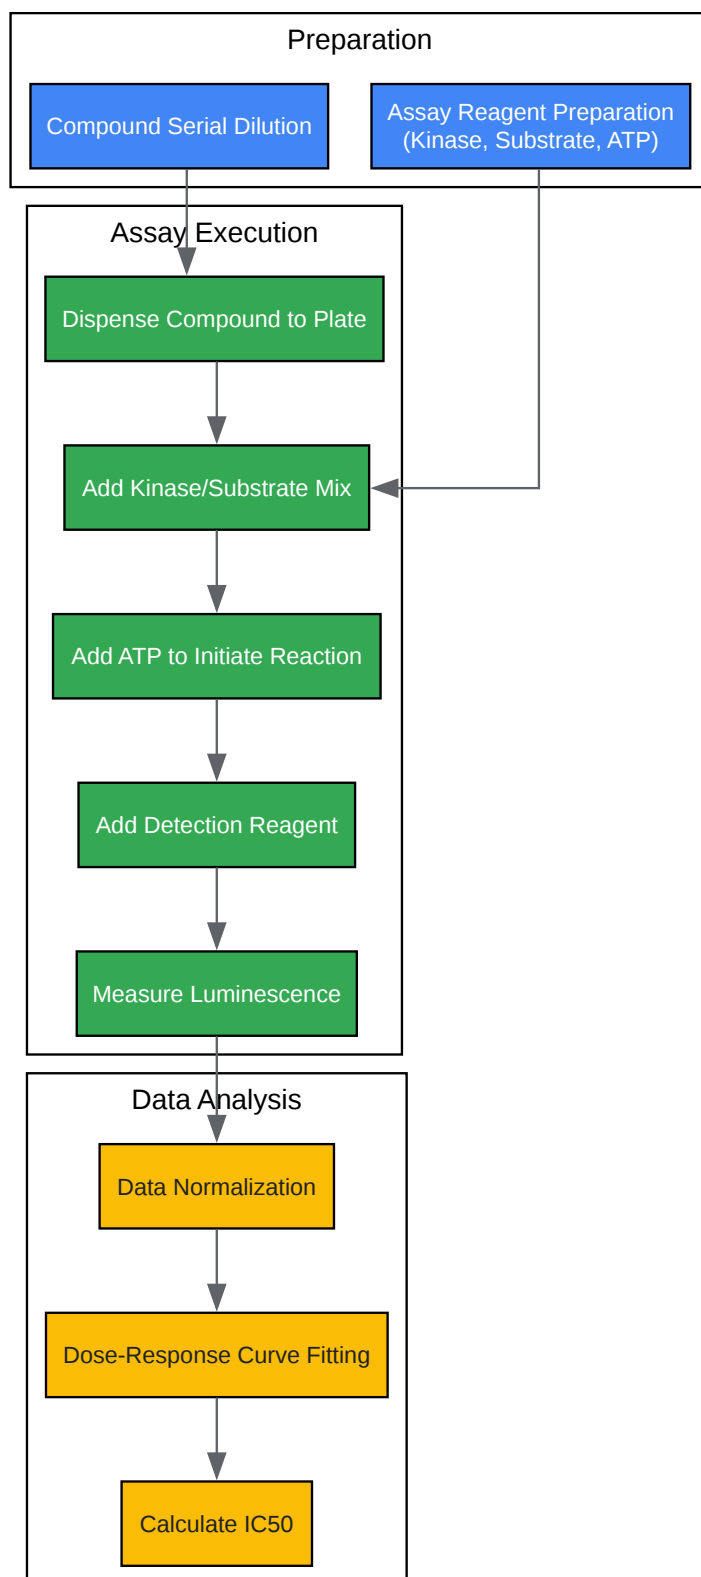 Preparation
Compound Serial Dilution
Assay Reagent Preparation
(Kinase, Substrate, ATP)
Assay Execution
Dispense Compound to Plate
Add Kinase/Substrate Mix
Add ATP to Initiate Reaction
Add Detection Reagent
Measure Luminescence
Data Analysis
Data Normalization
Dose-Response Curve Fitting
Calculate IC50